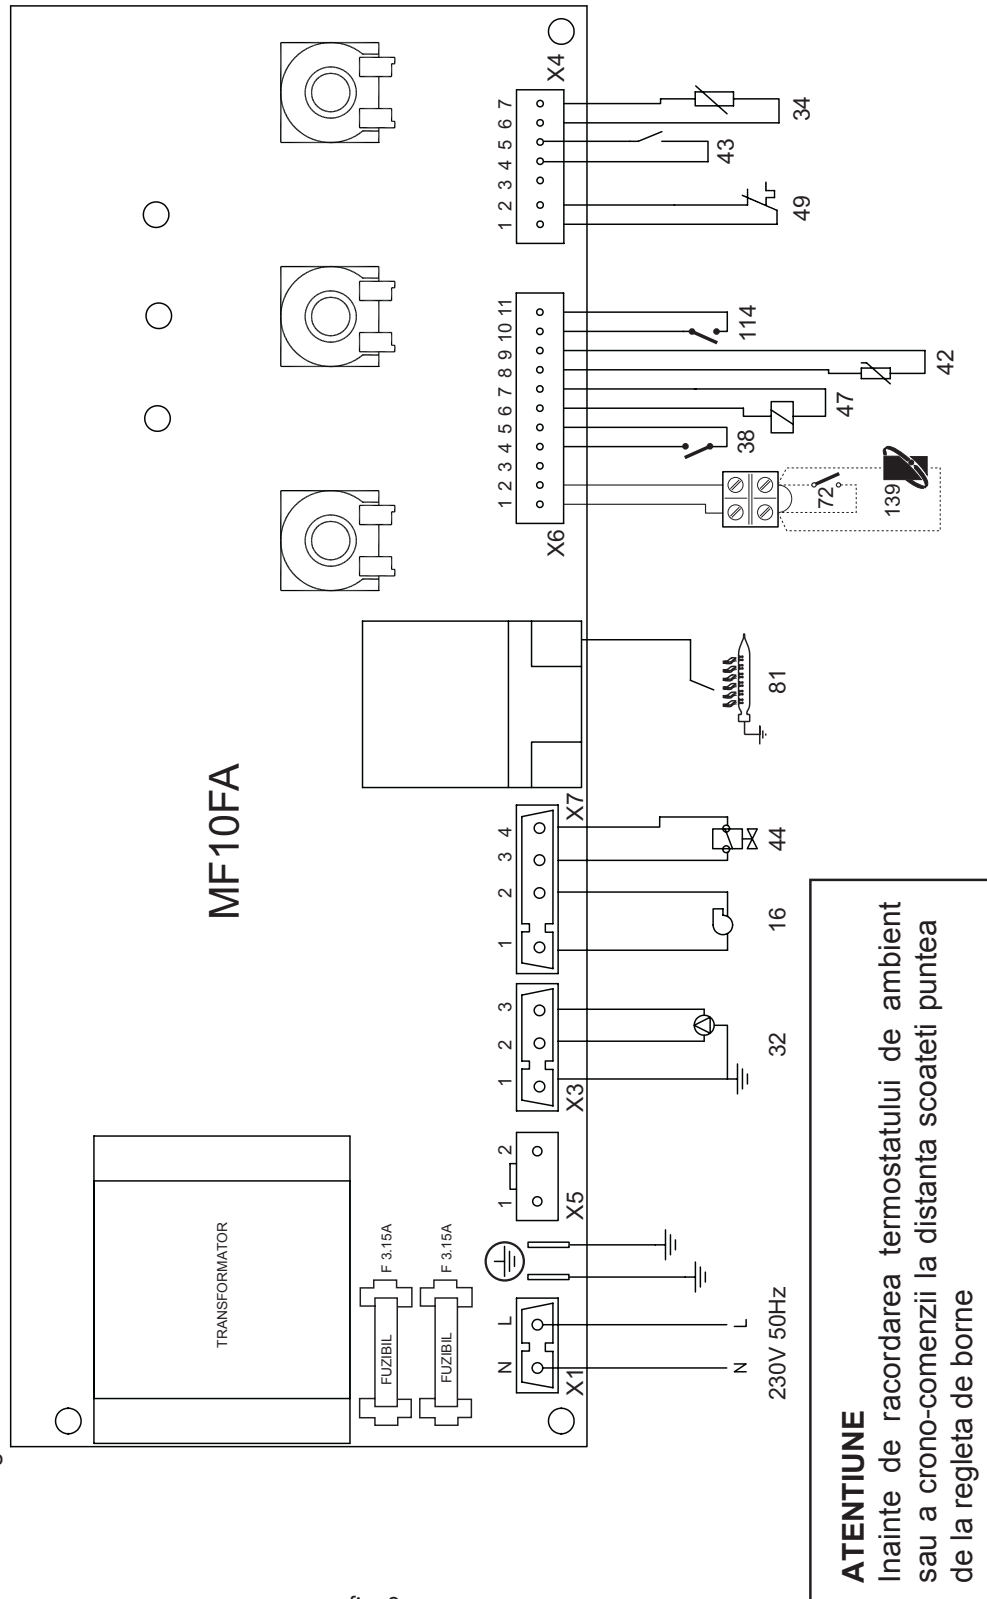 MF10FA
TRANSFORMATOR
FUZIBIL
F 3.15A
FUZIBIL
F 3.15A
N L
X1
1 2
X5
1 2 3
X3
1 2 3 4
X7
1 2 3 4 5 6 7 8 9 10 11
X6
1 2 3 4 5 6 7
X4
N L
230V 50Hz
32
16
44
81
72
139
38
47
42
114
49
43
34
ATENTIUNE
Inainte de racordarea termostatului de ambient
sau a crono-comenzii la distanta scoateti puntea
de la regleta de borne